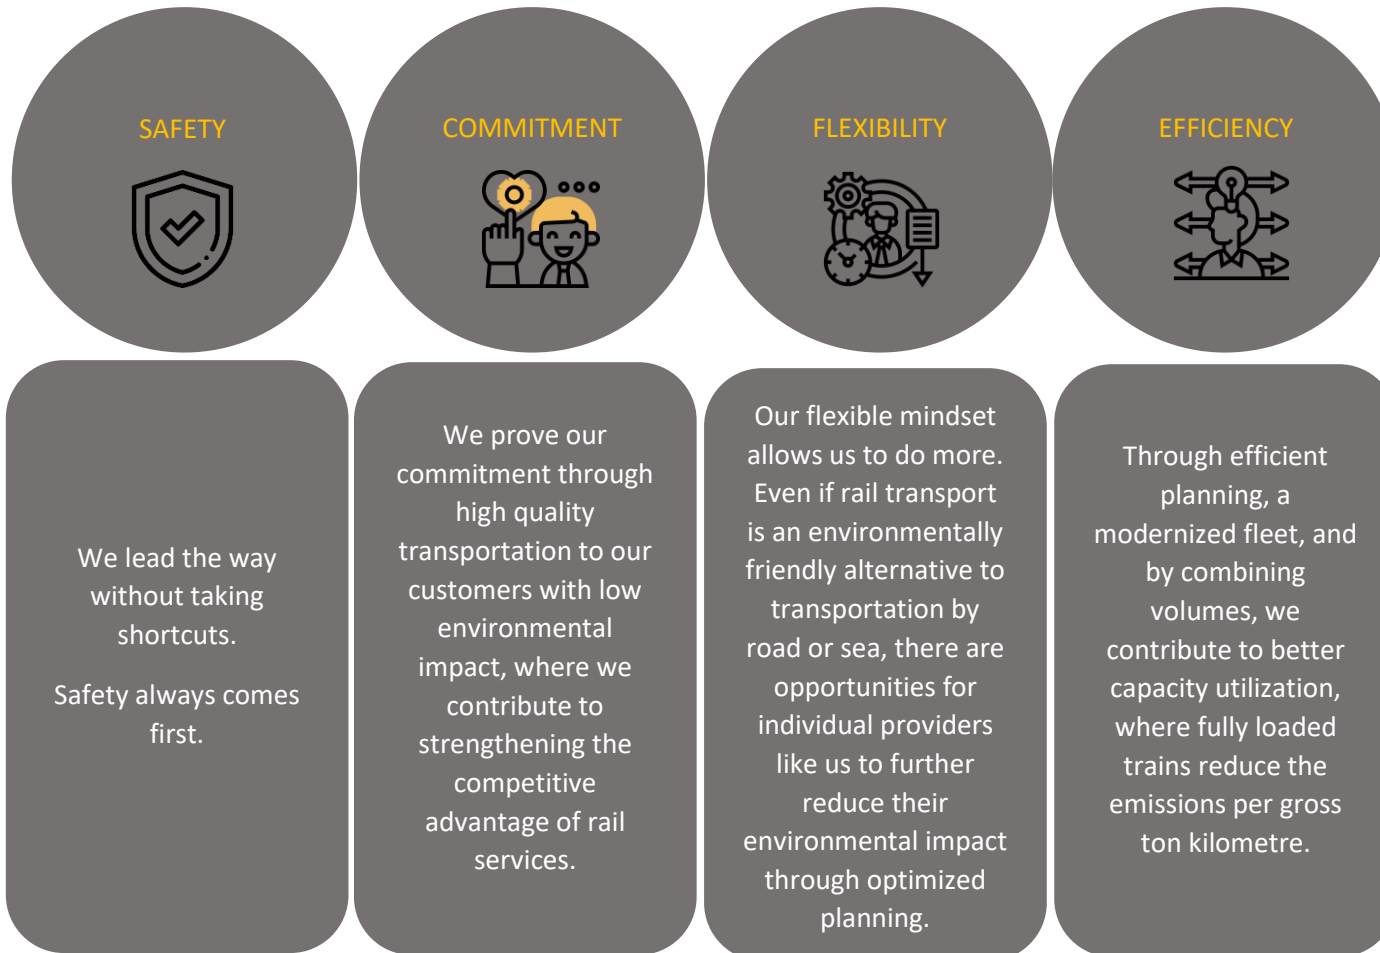 SAFETY
COMMITMENT
FLEXIBILITY
EFFICIENCY
We lead the way
without taking
shortcuts.
Safety always comes
first.
We prove our
commitment through
high quality
transportation to our
customers with low
environmental
impact, where we
contribute to
strengthening the
competitive
advantage of rail
services.
Our flexible mindset
allows us to do more.
Even if rail transport
is an environmentally
friendly alternative to
transportation by
road or sea, there are
opportunities for
individual providers
like us to further
reduce their
environmental impact
through optimized
planning.
Through efficient
planning, a
modernized fleet, and
by combining
volumes, we
contribute to better
capacity utilization,
where fully loaded
trains reduce the
emissions per gross
ton kilometre.